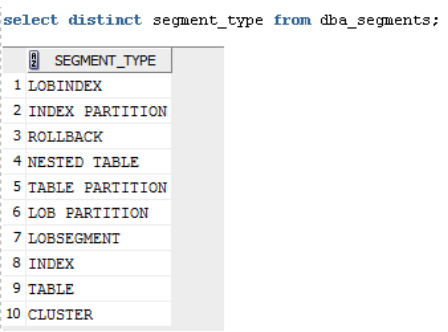 select distinct segment_type from dba_segments;
SEGMENT_TYPE
1 LOBINDEX
2 INDEX PARTITION
3 ROLLBACK
4 NESTED TABLE
5 TABLE PARTITION
6 LOB PARTITION
7 LOBSEGMENT
8 INDEX
9 TABLE
10 CLUSTER